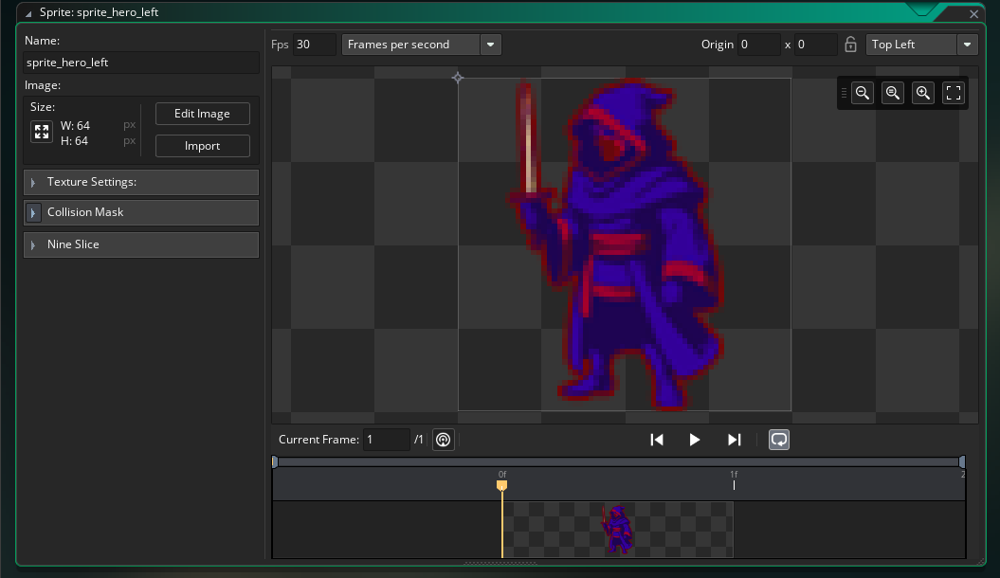 Sprite: sprite_hero_left
Name:
sprite_hero_left
Image:
Size:
W: 64 px
H: 64 px
Edit Image
Import
Texture Settings:
Collision Mask
Nine Slice
Fps 30 Frames per second
Origin 0 x 0 Top Left
Current Frame: 1 /1
0f 1f 2